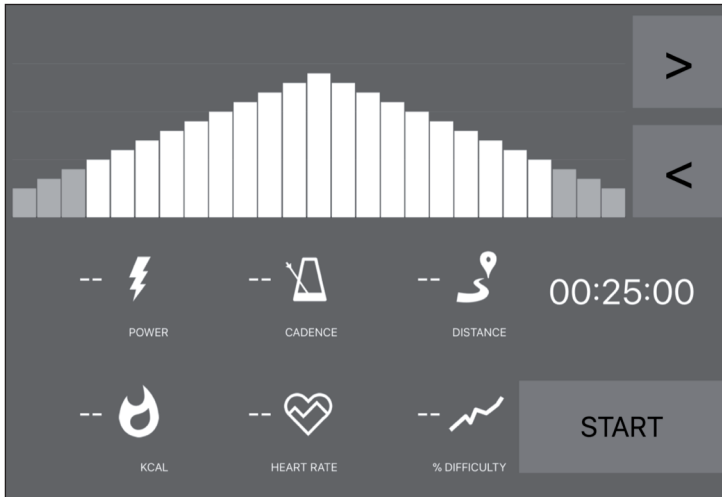 >
<
-- -- -- 00:25:00
POWER CADENCE DISTANCE
-- -- --
START
KCAL HEART RATE % DIFFICULTY